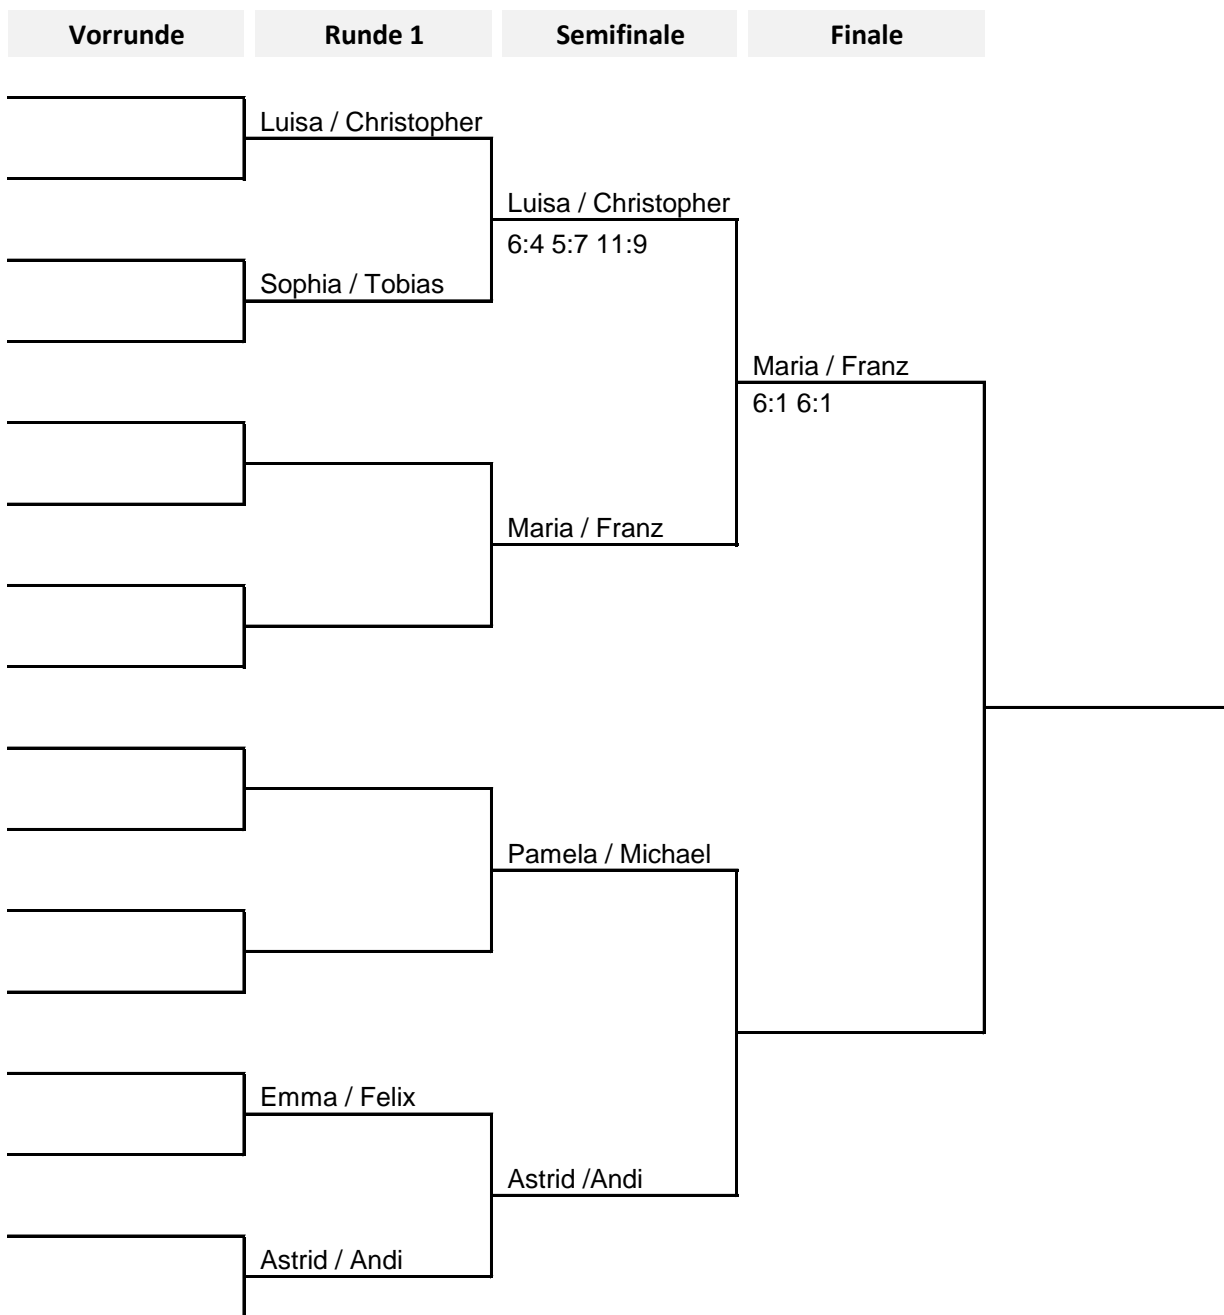 Vorrunde Runde 1 Semifinale Finale
Luisa / Christopher
Luisa / Christopher
6:4 5:7 11:9
Sophia / Tobias
Maria / Franz
6:1 6:1
Maria / Franz
Pamela / Michael
Emma / Felix
Astrid /Andi
Astrid / Andi